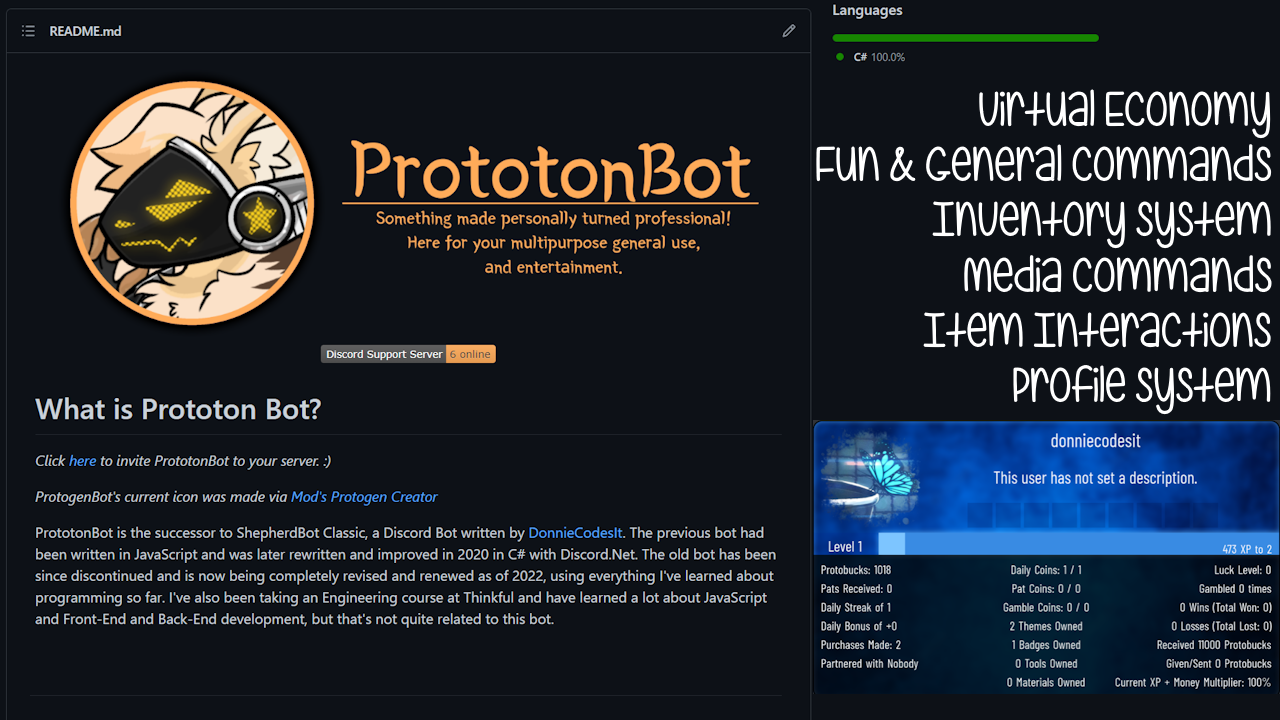 README.md
PrototonBot
Something made personally turned professional!
Here for your multipurpose general use,
and entertainment.
Discord Support Server 6 online
What is Prototon Bot?
Click here to invite PrototonBot to your server. :)
ProtogenBot's current icon was made via Mod's Protogen Creator
PrototonBot is the successor to ShepherdBot Classic, a Discord Bot written by DonnieCodesIt. The previous bot had
been written in JavaScript and was later rewritten and improved in 2020 in C# with Discord.Net. The old bot has been
since discontinued and is now being completely revised and renewed as of 2022, using everything I've learned about
programming so far. I've also been taking an Engineering course at Thinkful and have learned a lot about JavaScript
and Front-End and Back-End development, but that's not quite related to this bot.
Languages
C# 100.0%
Virtual Economy
Fun & General Commands
Inventory System
Media Commands
Item Interactions
Profile System
donniecodesit
This user has not set a description.
Level 1
473 XP to 2
Protobucks: 1018
Daily Coins: 1 / 1
Luck Level: 0
Pats Received: 0
Pat Coins: 0 / 0
Gambled 0 times
Daily Streak of 1
Gamble Coins: 0 / 0
0 Wins (Total Won: 0)
Daily Bonus of +0
2 Themes Owned
0 Losses (Total Lost: 0)
Purchases Made: 2
1 Badges Owned
Received 11000 Protobucks
Partnered with Nobody
0 Tools Owned
Given/Sent 0 Protobucks
0 Materials Owned
Current XP + Money Multiplier: 100%